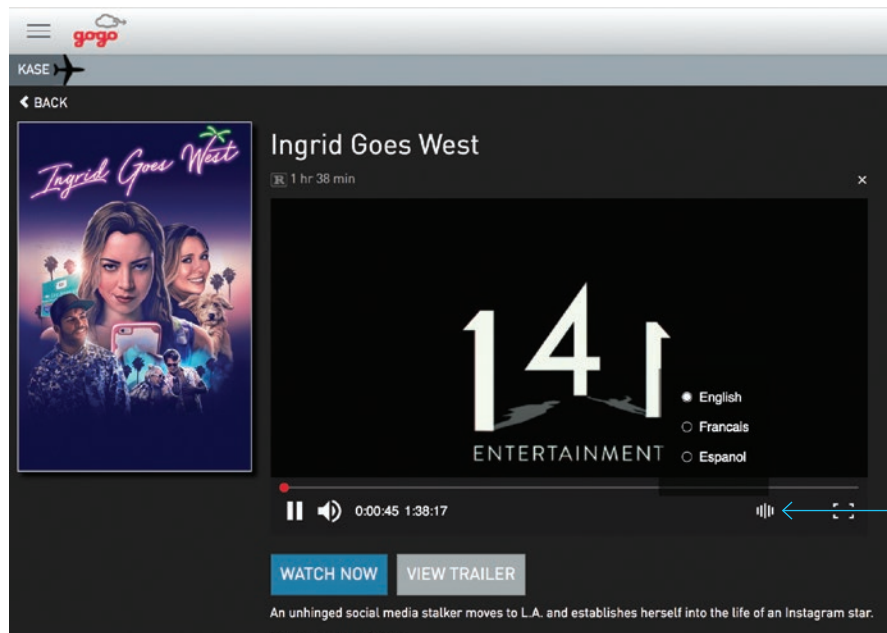 gogo
KASE
BACK
Ingrid Goes West
Ingrid Goes West
R 1 hr 38 min
141
ENTERTAINMENT
English
Francais
Espanol
0:00:45 1:38:17
WATCH NOW VIEW TRAILER
An unhinged social media stalker moves to L.A. and establishes herself into the life of an Instagram star.